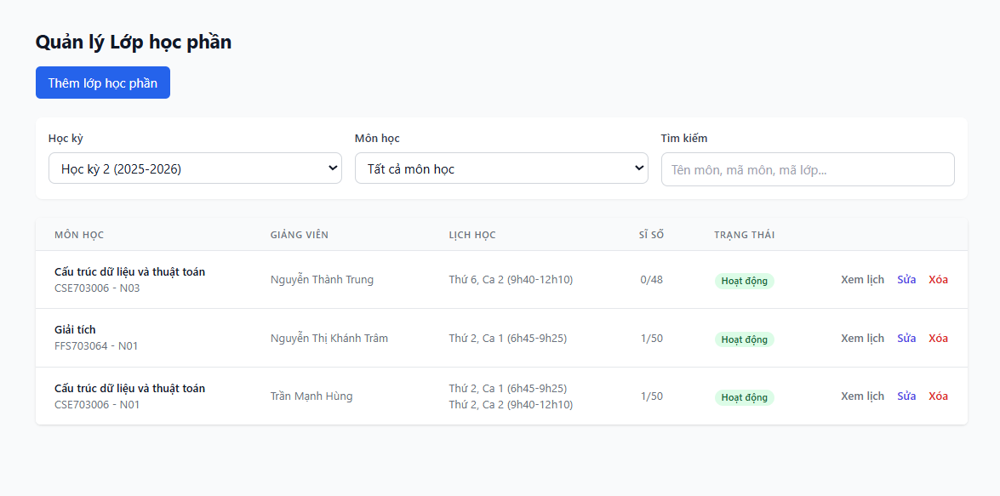 Quản lý Lớp học phần
Thêm lớp học phần
Học kỳ Môn học Tìm kiếm
Học kỳ 2 (2025-2026) Tất cả môn học Tên môn, mã môn, mã lớp...
MÔN HỌC GIẢNG VIÊN LỊCH HỌC SĨ SỐ TRẠNG THÁI
Cấu trúc dữ liệu và thuật toán
CSE703006 - N03
Nguyễn Thành Trung Thứ 6, Ca 2 (9h40-12h10) 0/48 Hoạt động Xem lịch Sửa Xóa
Giải tích
FFS703064 - N01
Nguyễn Thị Khánh Trâm Thứ 2, Ca 1 (6h45-9h25) 1/50 Hoạt động Xem lịch Sửa Xóa
Cấu trúc dữ liệu và thuật toán
CSE703006 - N01
Trần Mạnh Hùng
Thứ 2, Ca 1 (6h45-9h25)
Thứ 2, Ca 2 (9h40-12h10)
1/50 Hoạt động Xem lịch Sửa Xóa